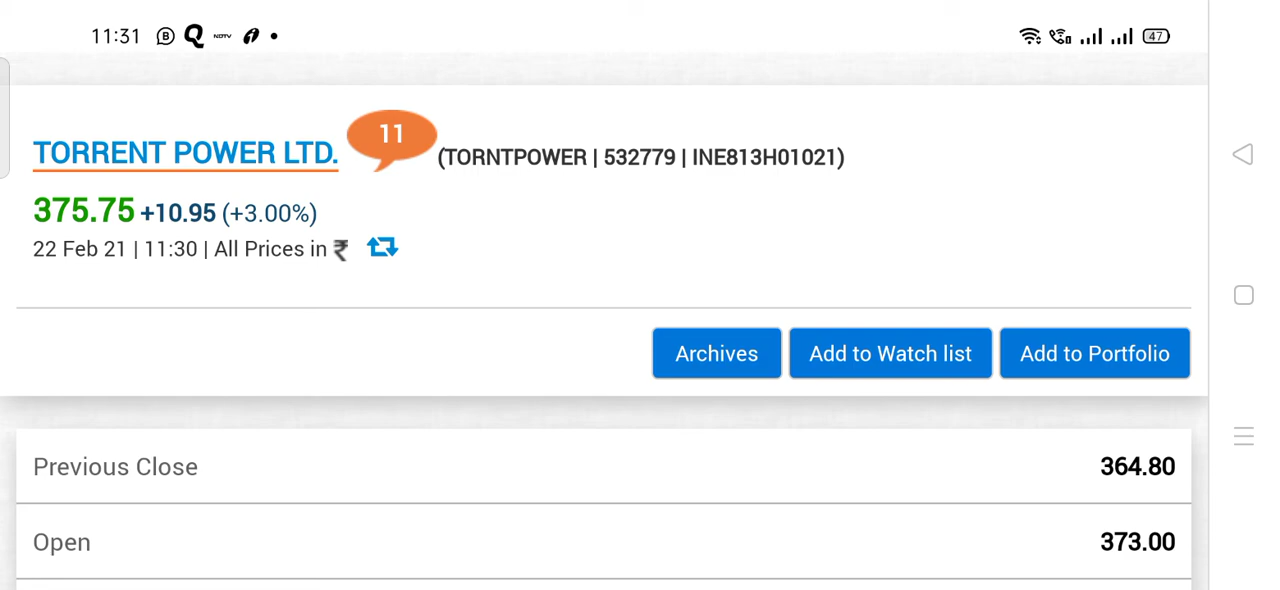 11:31 B Q NDTV 47
TORRENT POWER LTD. 11 (TORNTPOWER | 532779 | INE813H01021)
375.75 +10.95 (+3.00%)
22 Feb 21 | 11:30 | All Prices in ₹
Archives Add to Watch list Add to Portfolio
Previous Close 364.80
Open 373.00